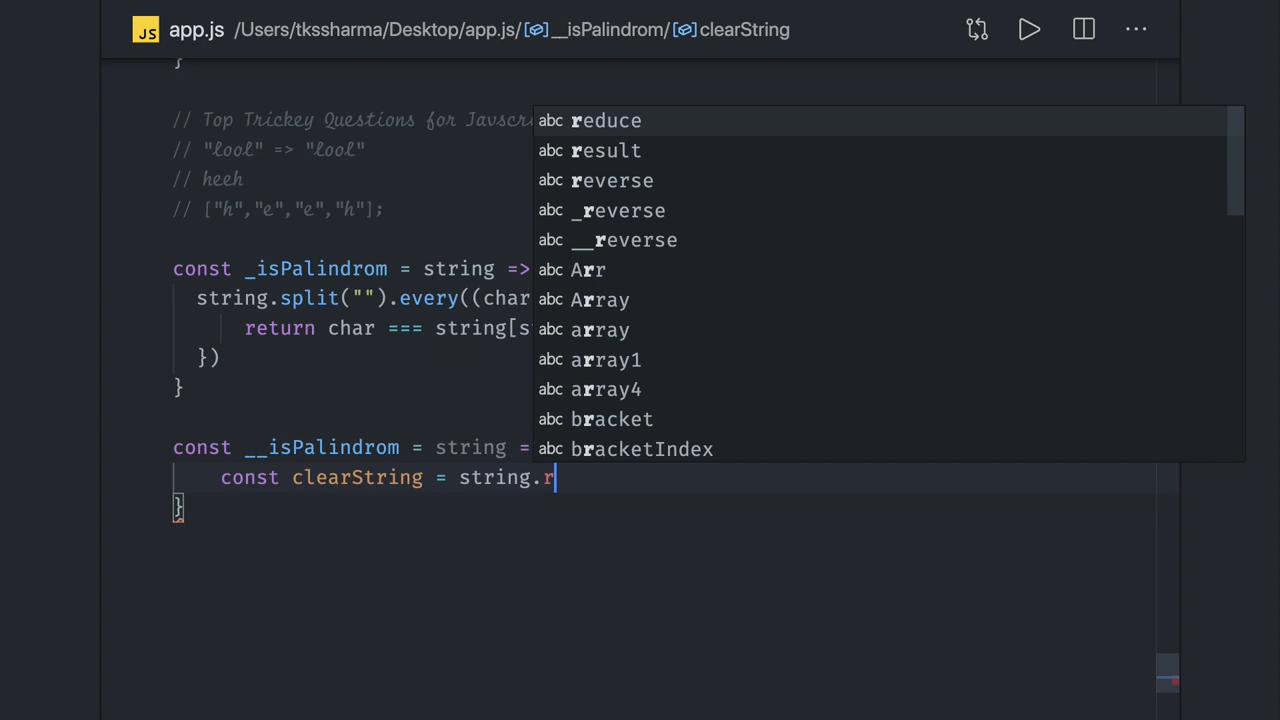 JS app.js /Users/tkssharma/Desktop/app.js/ __isPalindrom/ clearString ...
}
// Top Trickey Questions for Javscri
// "lool" => "lool"
// heeh
// ["h","e","e","h"];
const _isPalindrom = string =>
string.split("").every((char
return char === string[s
})
}
const __isPalindrom = string =
const clearString = string.r
}
abc reduce
abc result
abc reverse
abc _reverse
abc __reverse
abc Arr
abc Array
abc array
abc array1
abc array4
abc bracket
abc bracketIndex